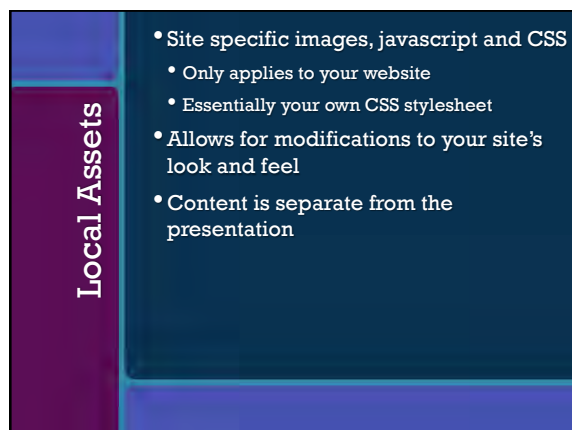 Local Assets
• Site specific images, javascript and CSS
• Only applies to your website
• Essentially your own CSS stylesheet
• Allows for modifications to your site's
look and feel
• Content is separate from the
presentation